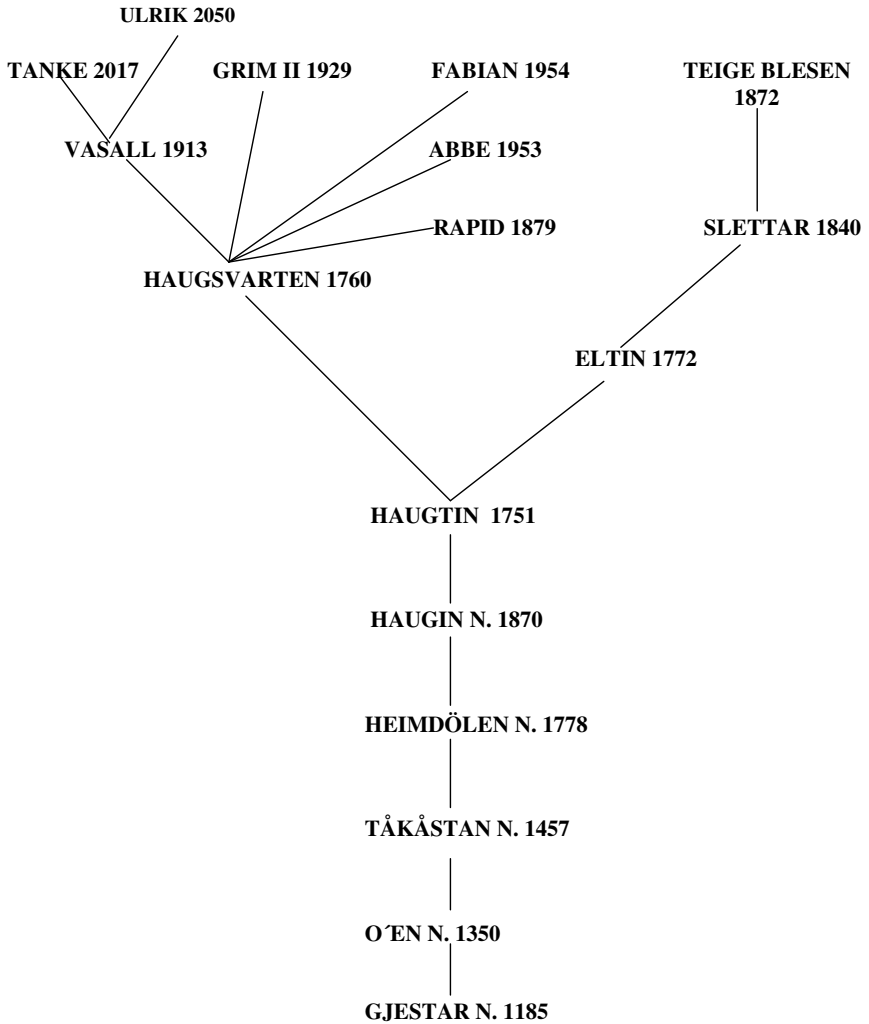 ULRIK 2050
TANKE 2017
GRIM II 1929
FABIAN 1954
TEIGE BLESEN
1872
VASALL 1913
ABBE 1953
RAPID 1879
SLETTAR 1840
HAUGSVARTEN 1760
ELTIN 1772
HAUGTIN 1751
HAUGIN N. 1870
HEIMDÖLEN N. 1778
TÅKÅSTAN N. 1457
O´EN N. 1350
GJESTAR N. 1185